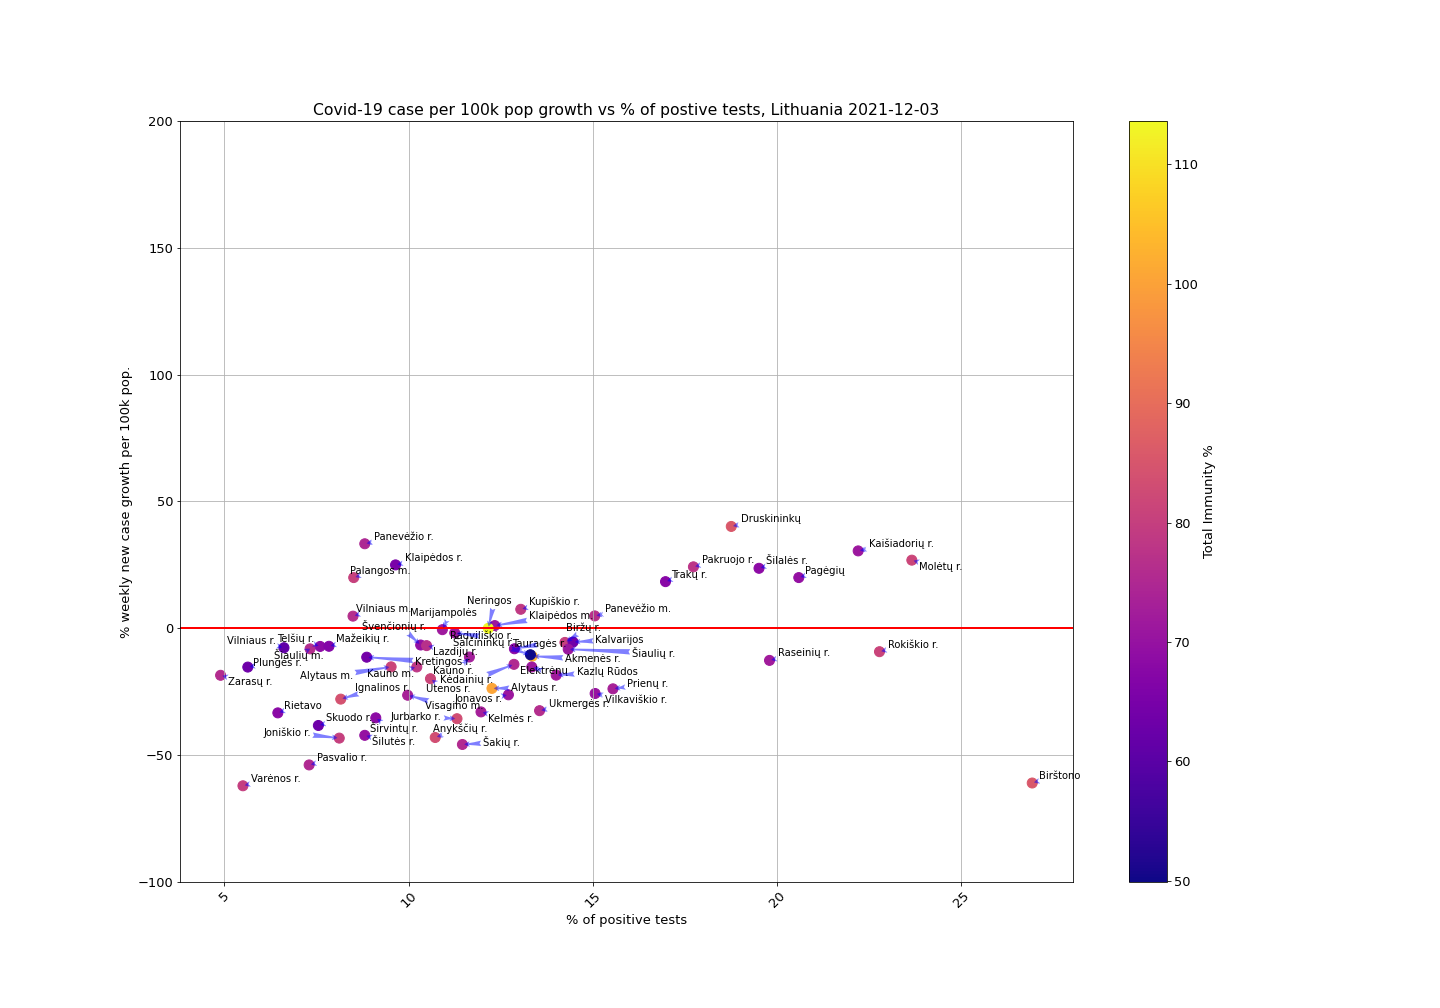 Covid-19 case per 100k pop growth vs % of postive tests, Lithuania 2021-12-03
200
150
100
50
0
−50
−100
% weekly new case growth per 100k pop.
5
10
15
20
25
% of positive tests
110
100
90
80
70
60
50
Total Immunity %
Druskininkų
Panevėžio r.
Klaipėdos r.
Palangos m.
Kaišiadorių r.
Molėtų r.
Pakruojo r.
Šilalės r.
Trakų r.
Pagėgių
Neringos
Kupiškio r.
Vilniaus m.
Marijampolės
Klaipėdos m.
Panevėžio m.
Švenčionių r.
Biržų r.
Vilniaus r.
Telšių r.
Mažeikių r.
Radviliškio r.
Šalčininkų r.
Tauragės r.
Kalvarijos
Šiaulių m.
Lazdijų r.
Šiaulių r.
Rokiškio r.
Plungės r.
Kretingos r.
Akmenės r.
Raseinių r.
Alytaus m.
Kauno m.
Kauno r.
Elektrėnų
Kazlų Rūdos
Zarasų r.
Kėdainių r.
Ignalinos r.
Utenos r.
Alytaus r.
Prienų r.
Jonavos r.
Vilkaviškio r.
Rietavo
Visagino m.
Ukmergės r.
Skuodo r.
Jurbarko r.
Kelmės r.
Joniškio r.
Širvintų r.
Anykščių r.
Šilutės r.
Šakių r.
Pasvalio r.
Varėnos r.
Birštono